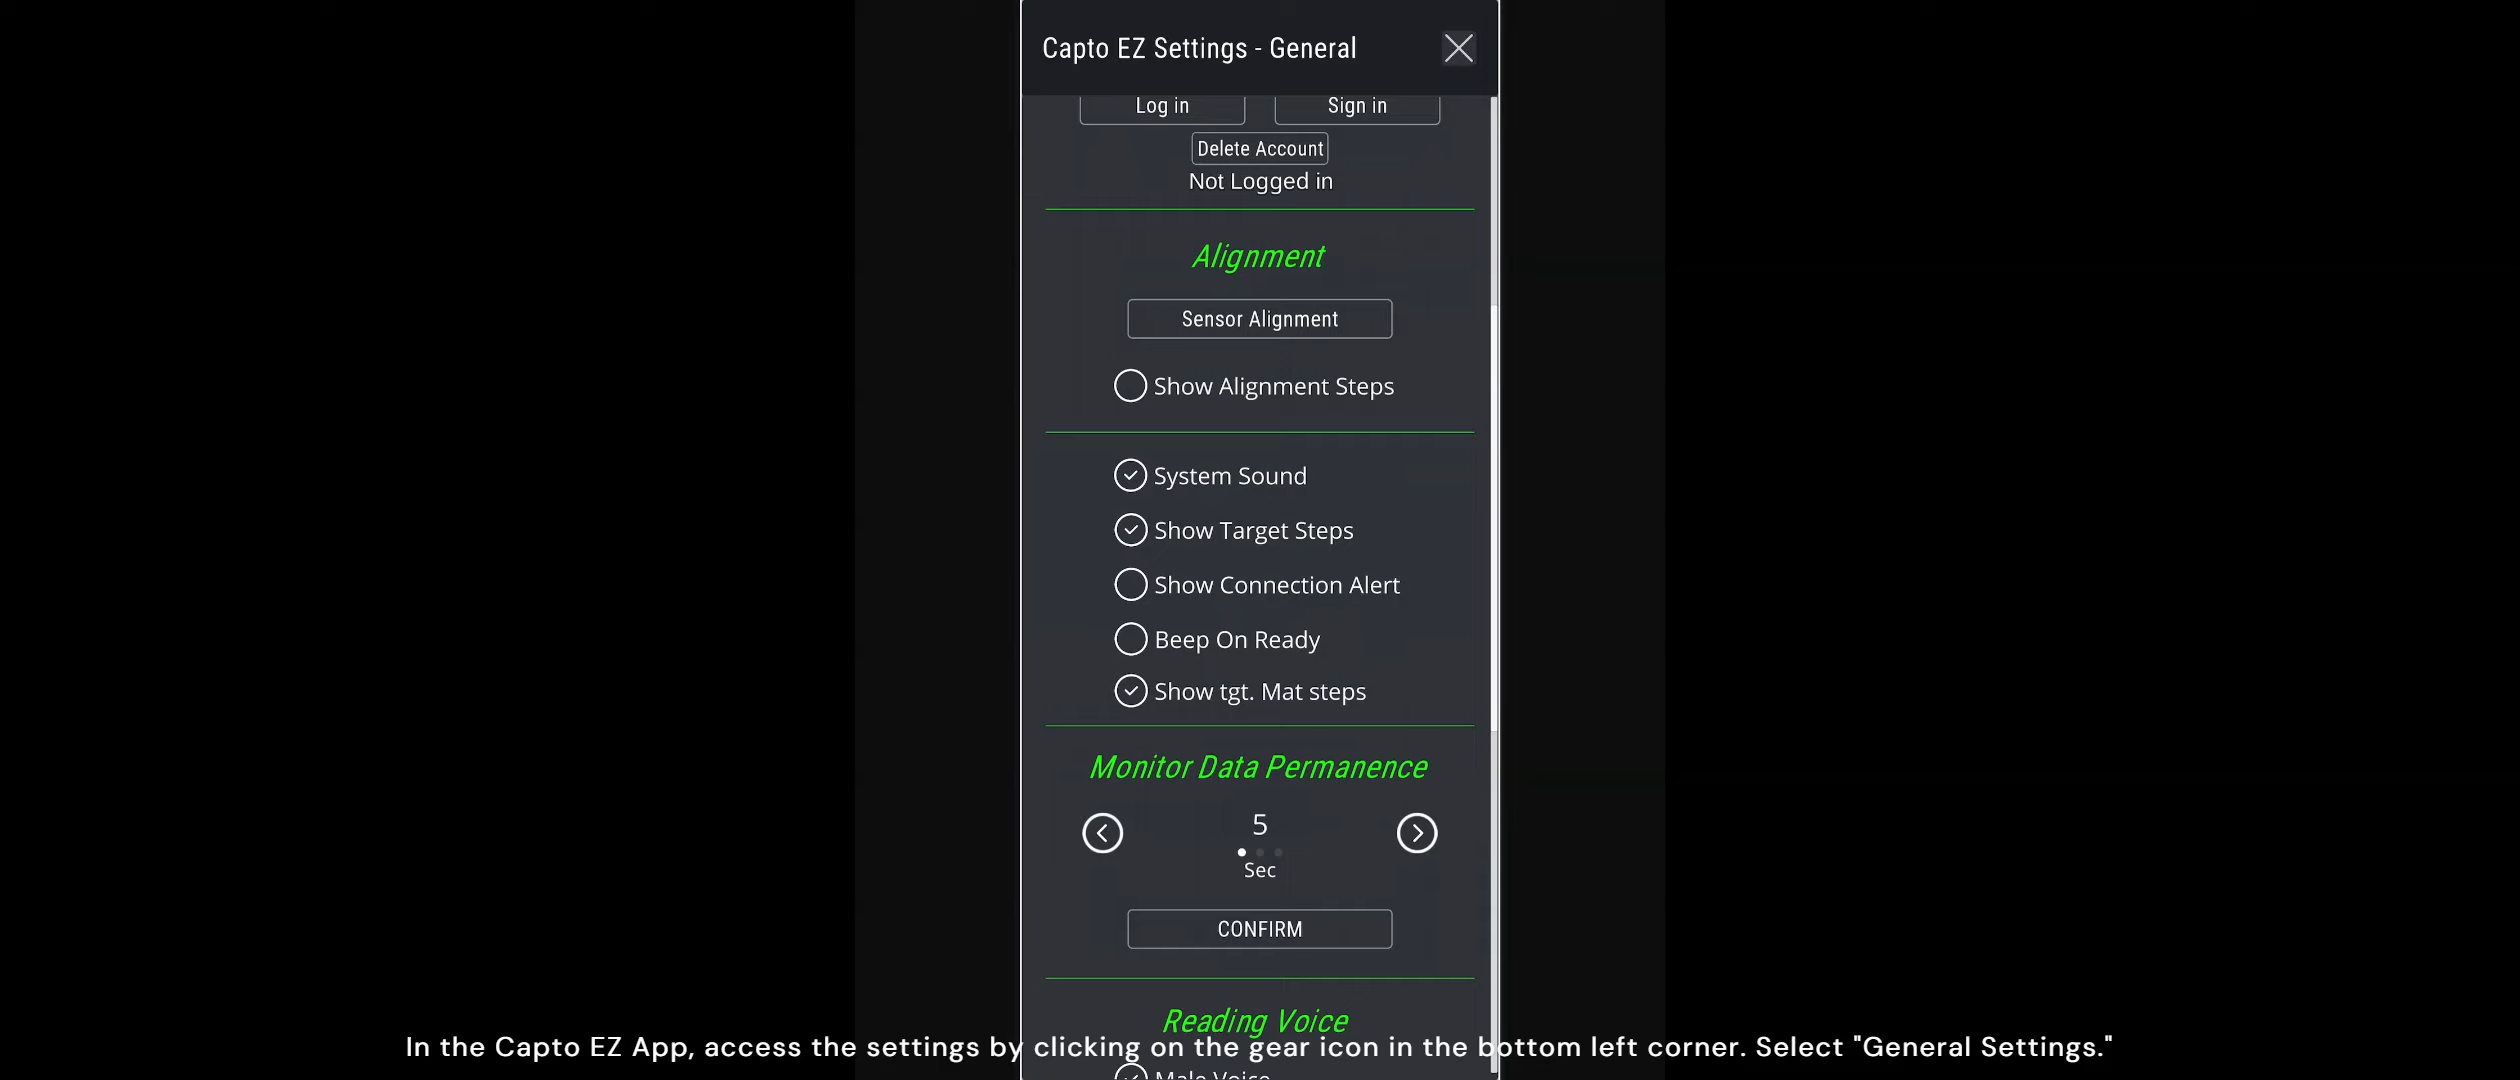 Capto EZ Settings - General
Log in
Sign in
Delete Account
Not Logged in
Alignment
Sensor Alignment
Show Alignment Steps
System Sound
Show Target Steps
Show Connection Alert
Beep On Ready
Show tgt. Mat steps
Monitor Data Permanence
5
Sec
CONFIRM
Reading Voice
In the Capto EZ App, access the settings by clicking on the gear icon in the bottom left corner. Select "General Settings."
Male Voice